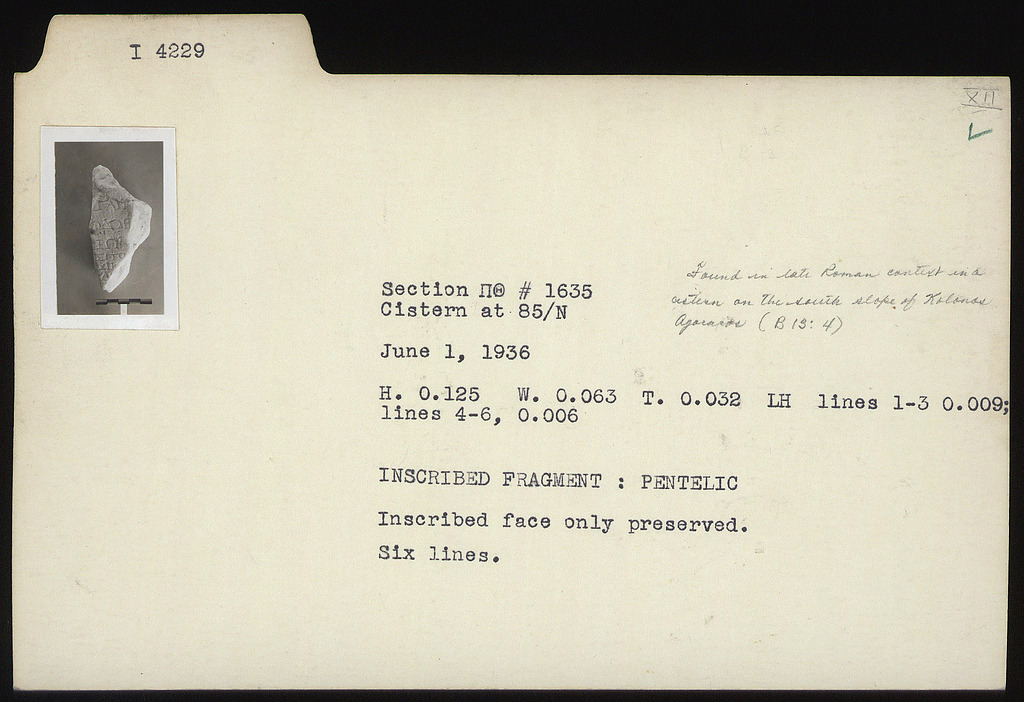 I 4229
XII
Found in late Roman context in a
cistern on the south slope of Kolonos
Agoraios (B 13: 4)
Section ΠΘ # 1635
Cistern at 85/N
June 1, 1936
H. 0.125 W. 0.063 T. 0.032 LH lines 1-3 0.009;
lines 4-6, 0.006
INSCRIBED FRAGMENT : PENTELIC
Inscribed face only preserved.
Six lines.